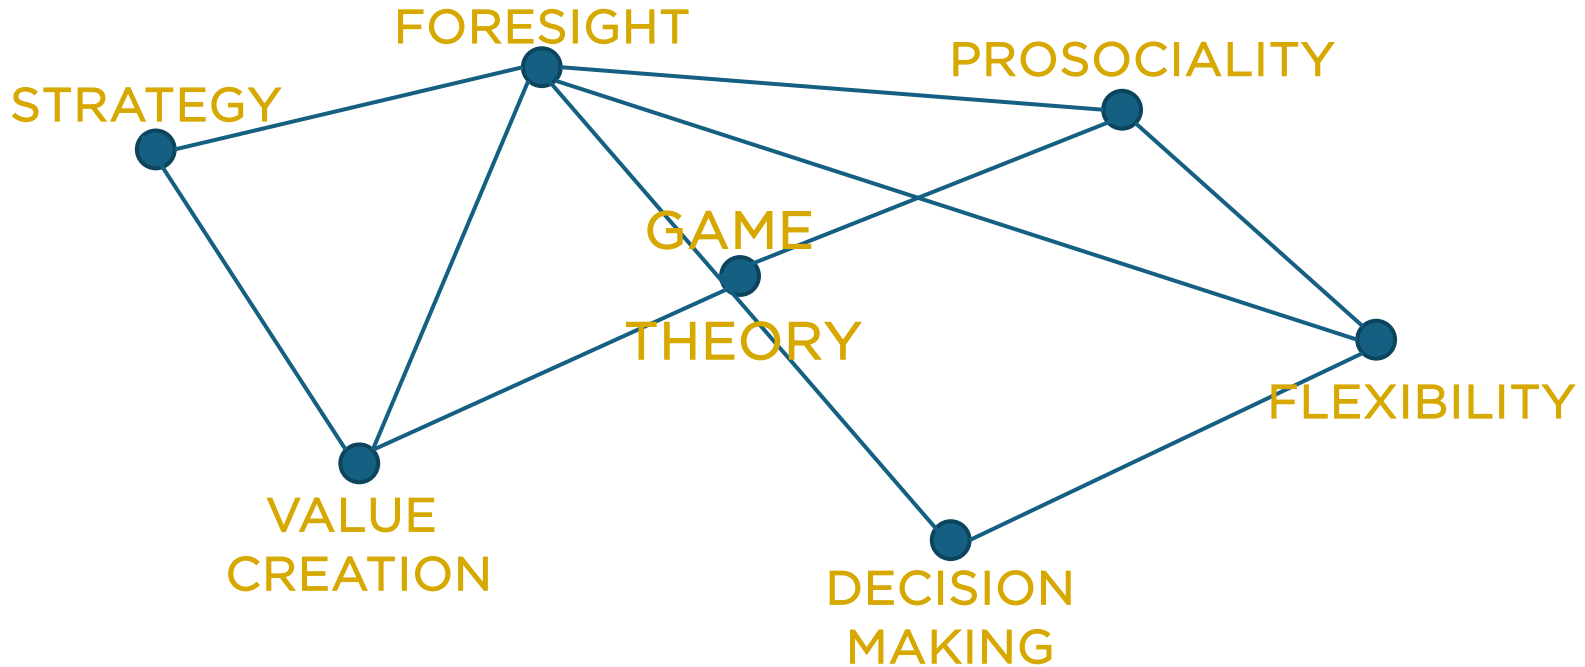 FORESIGHT
PROSOCIALITY
STRATEGY
GAME
THEORY
FLEXIBILITY
VALUE
CREATION
DECISION
MAKING